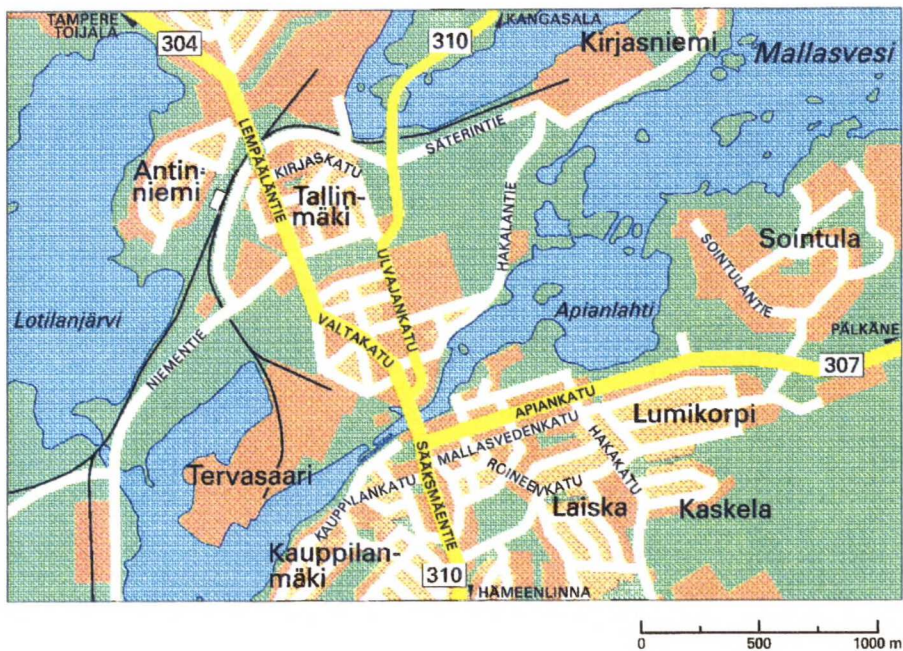 TAMPERE
TOIJALA
304
310
KANGASALA
Kirjasniemi
Mallasvesi
LEMPÄÄLÄNTIE
KIRJASKATU
SÄTERINTIE
Antin-
niemi
Tallin-
mäki
HAKALANTIE
ULVAJANKATU
Sointula
SOINTULANTIE
Lotilanjärvi
NIEMENTIE
VALTAKATU
Apianlahti
PÄLKÄNE
307
APIANKATU
MALLASVEDENKATU
Lumikorpi
HAKAKATU
ROINEENKATU
Tervasaari
SÄÄKSMÄENTIE
KAUPPILANKATU
Laiska
Kaskela
Kauppilan-
mäki
310
HÄMEENLINNA
0 500 1000 m